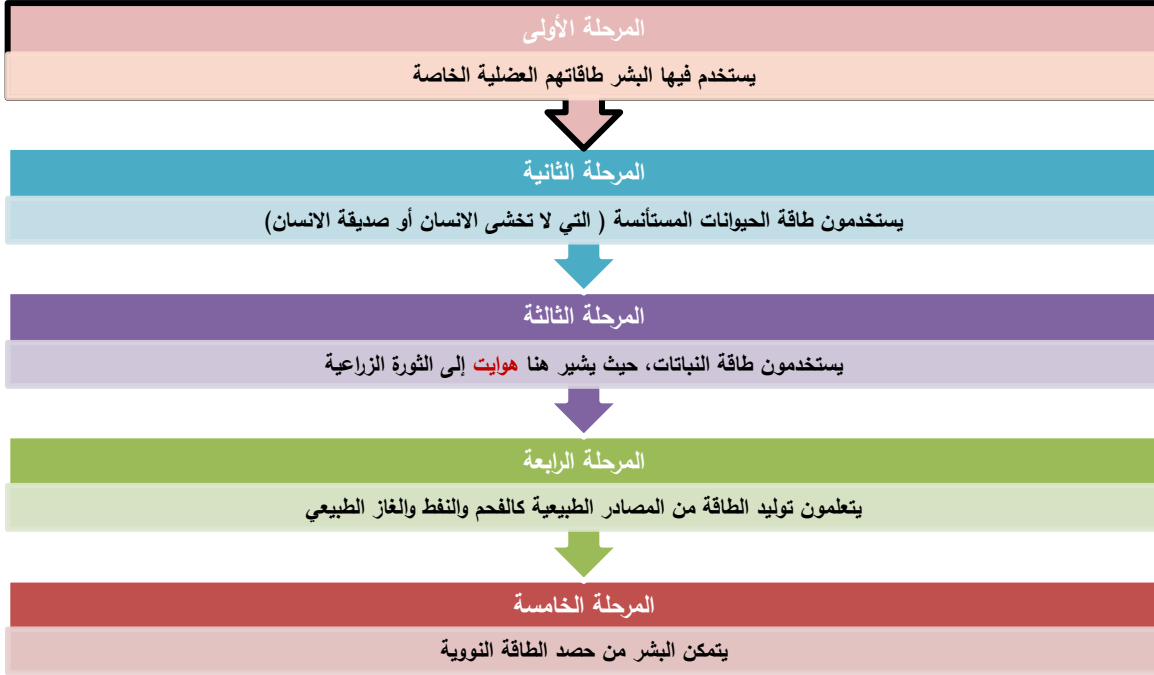 المرحلة الأولى
يستخدم فيها البشر طاقاتهم العضلية الخاصة
المرحلة الثانية
يستخدمون طاقة الحيوانات المستأنسة ( التي لا تخشى الانسان أو صديقة الانسان)
المرحلة الثالثة
يستخدمون طاقة النباتات، حيث يشير هنا هوايت إلى الثورة الزراعية
المرحلة الرابعة
يتعلمون توليد الطاقة من المصادر الطبيعية كالفحم والنفط والغاز الطبيعي
المرحلة الخامسة
يتمكن البشر من حصد الطاقة النووية